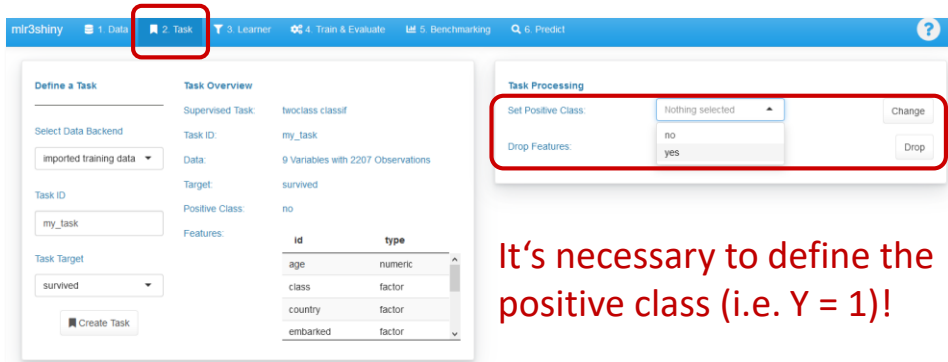 mlr3shiny 1. Data 2. Task 3. Learner 4. Train & Evaluate 5. Benchmarking 6. Predict ?
Define a Task
Select Data Backend
imported training data
Task ID
my_task
Task Target
survived
Create Task
Task Overview
Supervised Task: twoclass classif
Task ID: my_task
Data: 9 Variables with 2207 Observations
Target: survived
Positive Class: no
Features:
id type
age numeric
class factor
country factor
embarked factor
Task Processing
Set Positive Class: Nothing selected Change
no
yes
Drop Features: Drop
It‘s necessary to define the
positive class (i.e. Y = 1)!